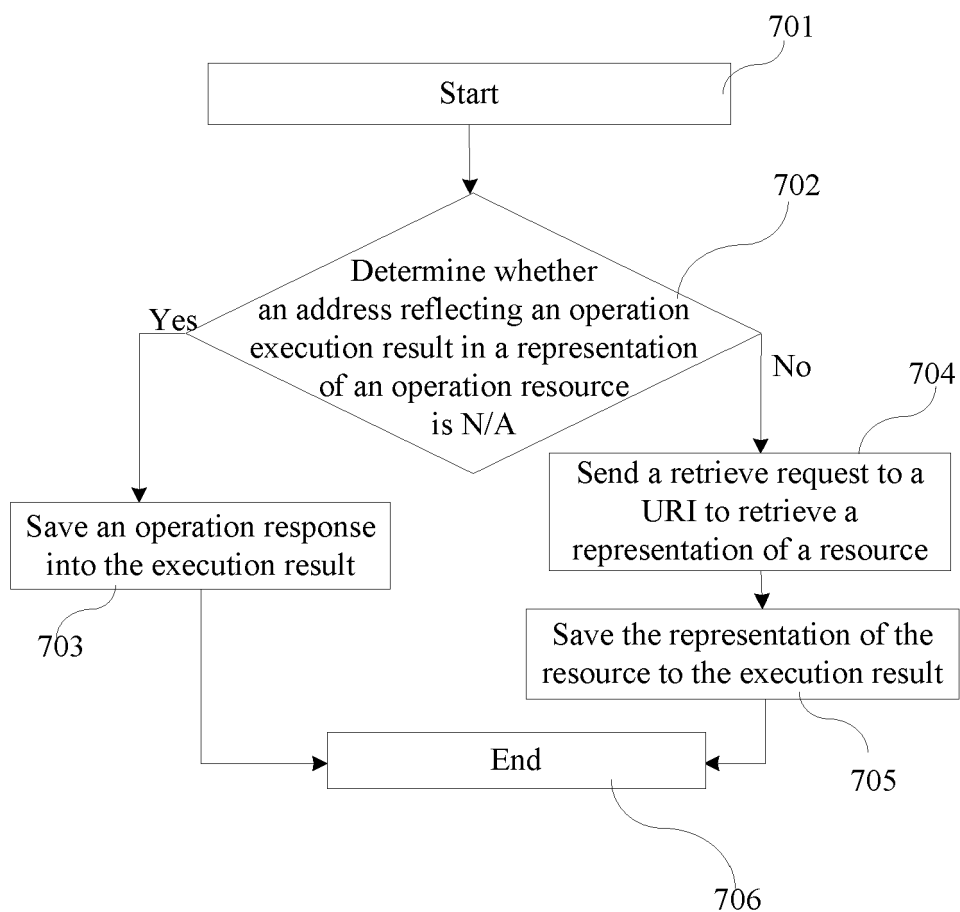 701
Start
702
Determine whether
an address reflecting an operation
execution result in a representation
of an operation resource
is N/A
Yes
No
704
Send a retrieve request to a
URI to retrieve a
representation of a resource
Save an operation response
into the execution result
703
Save the representation of the
resource to the execution result
705
End
706